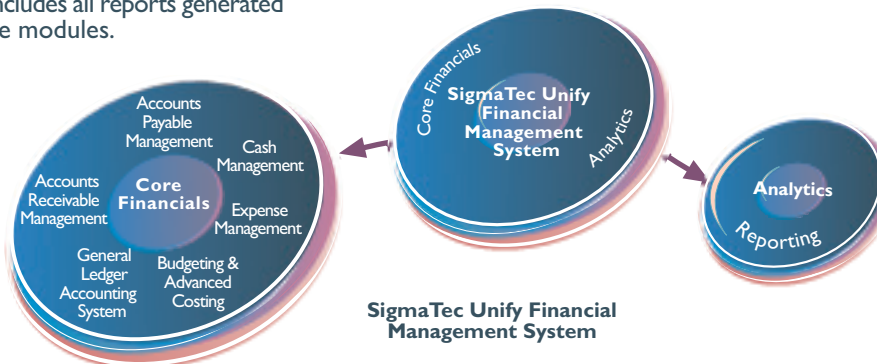 ncludes all reports generated
e modules.
Core Financials
SigmaTec Unify
Financial
Management
System
Analytics
Accounts
Payable
Management
Cash
Management
Accounts
Receivable
Management
Core
Financials
Expense
Management
General
Ledger
Accounting
System
Budgeting &
Advanced
Costing
Analytics
Reporting
SigmaTec Unify Financial
Management System